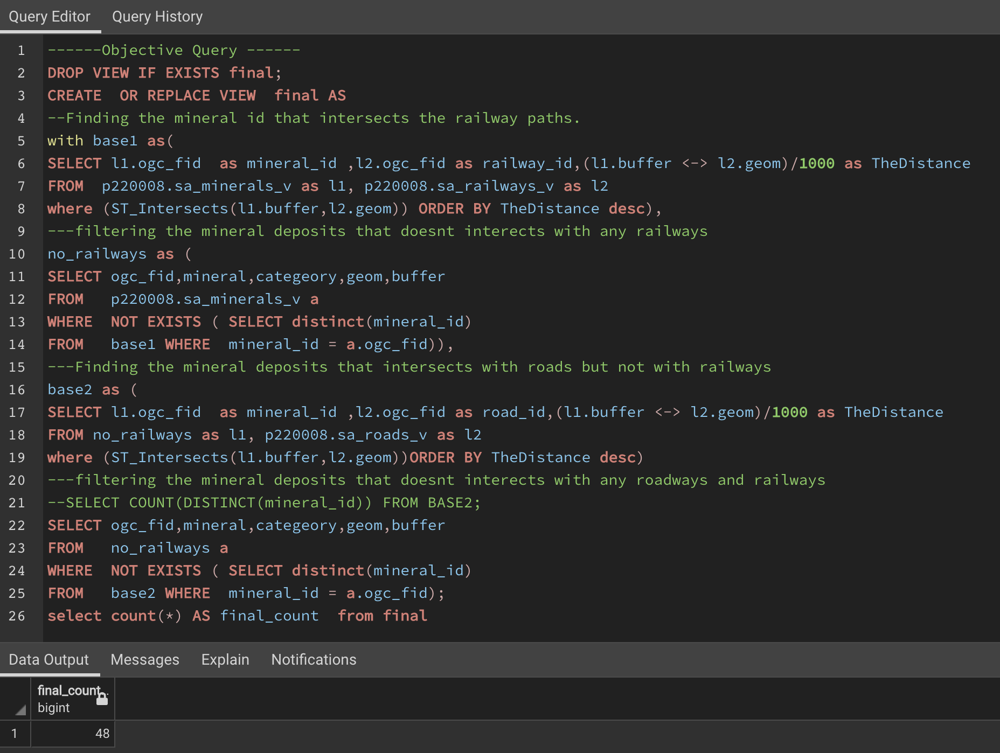 Query Editor Query History
1 ------Objective Query ------
2 DROP VIEW IF EXISTS final;
3 CREATE  OR REPLACE VIEW  final AS
4 --Finding the mineral id that intersects the railway paths.
5 with base1 as(
6 SELECT l1.ogc_fid  as mineral_id ,l2.ogc_fid as railway_id,(l1.buffer <-> l2.geom)/1000 as TheDistance
7 FROM  p220008.sa_minerals_v as l1, p220008.sa_railways_v as l2
8 where (ST_Intersects(l1.buffer,l2.geom)) ORDER BY TheDistance desc),
9 ---filtering the mineral deposits that doesnt interects with any railways
10 no_railways as (
11 SELECT ogc_fid,mineral,categeory,geom,buffer
12 FROM   p220008.sa_minerals_v a
13 WHERE  NOT EXISTS ( SELECT distinct(mineral_id)
14 FROM   base1 WHERE  mineral_id = a.ogc_fid)),
15 ---Finding the mineral deposits that intersects with roads but not with railways
16 base2 as (
17 SELECT l1.ogc_fid  as mineral_id ,l2.ogc_fid as road_id,(l1.buffer <-> l2.geom)/1000 as TheDistance
18 FROM no_railways as l1, p220008.sa_roads_v as l2
19 where (ST_Intersects(l1.buffer,l2.geom))ORDER BY TheDistance desc)
20 ---filtering the mineral deposits that doesnt interects with any roadways and railways
21 --SELECT COUNT(DISTINCT(mineral_id)) FROM BASE2;
22 SELECT ogc_fid,mineral,categeory,geom,buffer
23 FROM   no_railways a
24 WHERE  NOT EXISTS ( SELECT distinct(mineral_id)
25 FROM   base2 WHERE  mineral_id = a.ogc_fid);
26 select count(*) AS final_count  from final
Data Output Messages Explain Notifications
final_count
bigint
1 48